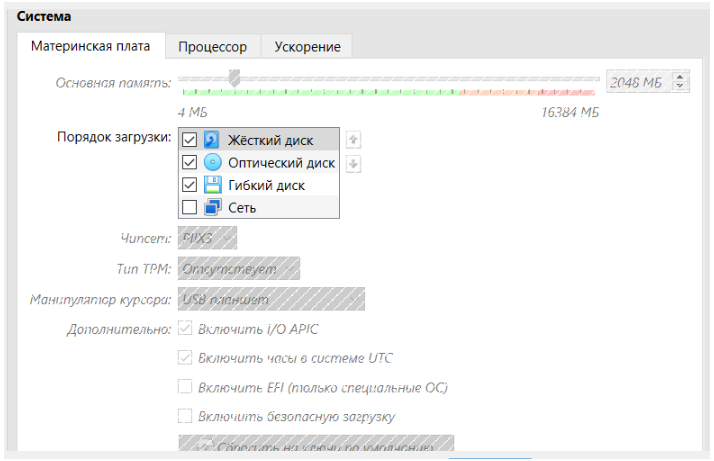 Система
Материнская плата Процессор Ускорение
Основная память: 2048 МБ
4 МБ 16384 МБ
Порядок загрузки: Жёсткий диск
Оптический диск
Гибкий диск
Сеть
Чипсет: PIIX3
Тип TPM: Отсутствует
Манипулятор курсора: USB планшет
Дополнительно: Включить I/O APIC
Включить часы в системе UTC
Включить EFI (только специальные ОС)
Включить безопасную загрузку
Сбросить на ключи по умолчанию